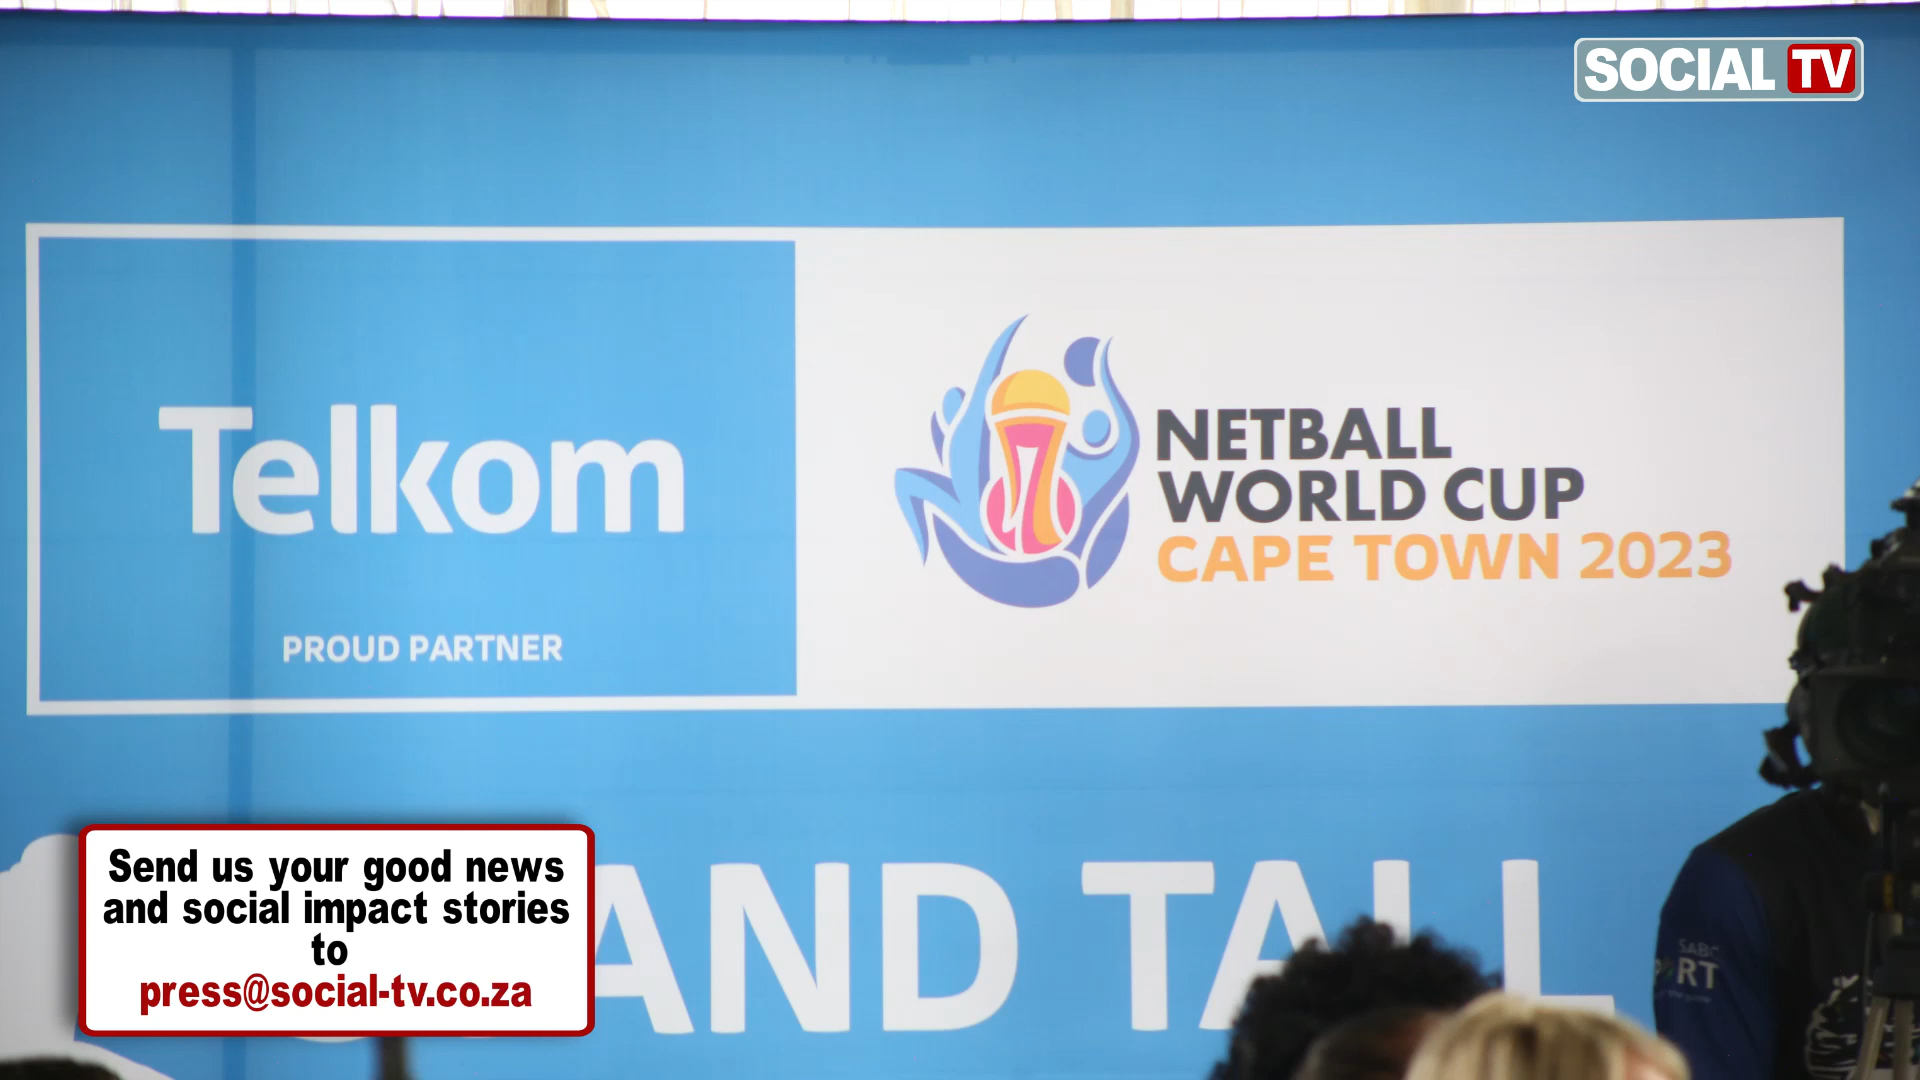 SOCIAL TV
Telkom
PROUD PARTNER
NETBALL
WORLD CUP
CAPE TOWN 2023
AND TALL
Send us your good news
and social impact stories
to
press@social-tv.co.za
SABC